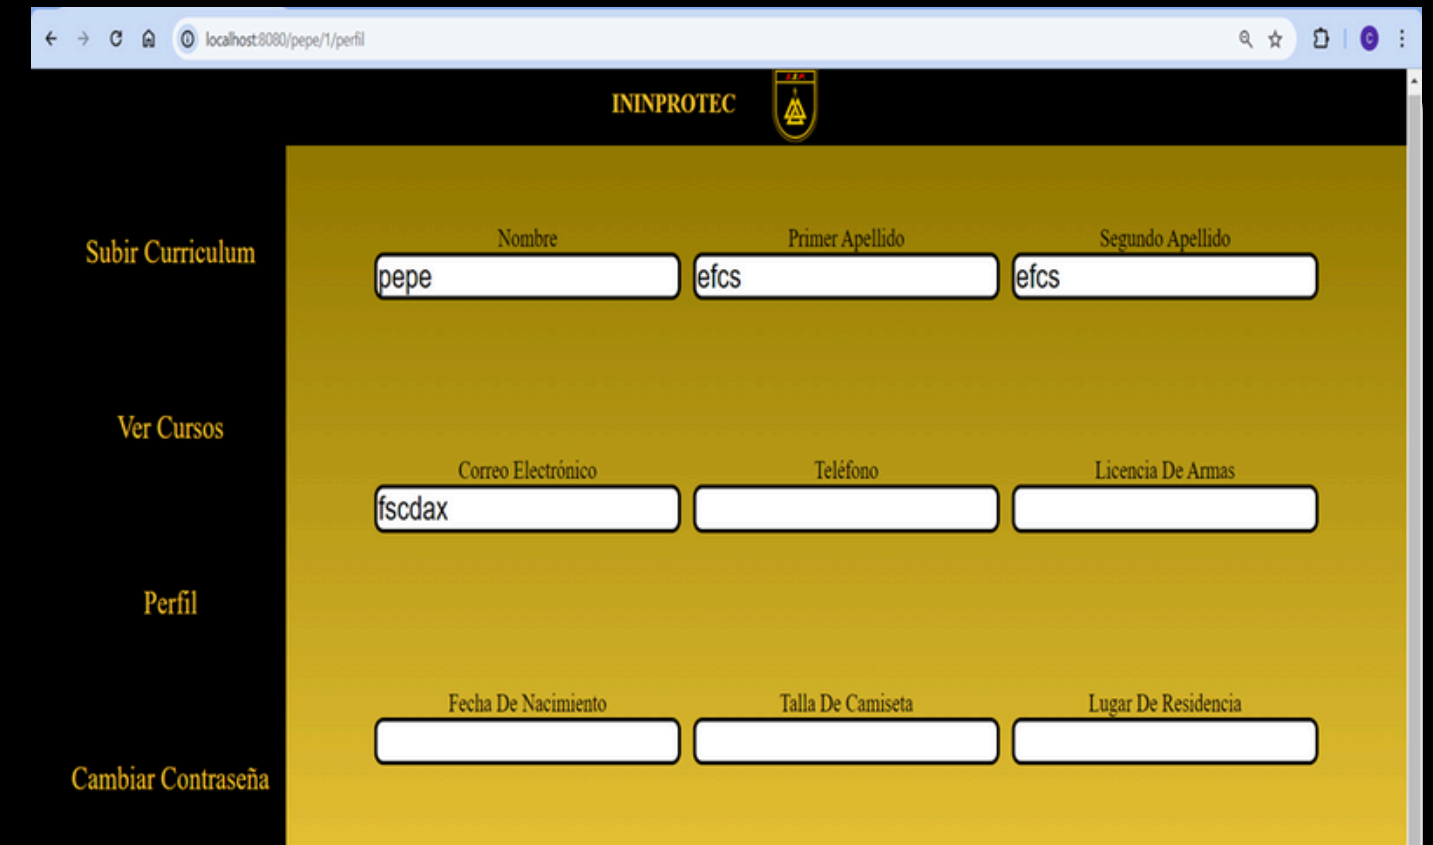 localhost:8080/pepe/1/perfil
ININPROTEC
Subir Curriculum
Ver Cursos
Perfil
Cambiar Contraseña
Nombre
Primer Apellido
Segundo Apellido
pepe
efcs
efcs
Correo Electrónico
Teléfono
Licencia De Armas
fscdax
Fecha De Nacimiento
Talla De Camiseta
Lugar De Residencia